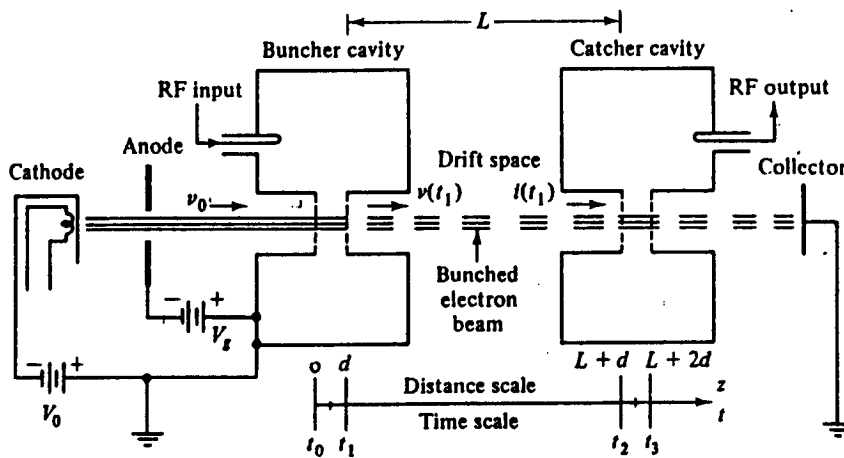 L
Buncher cavity
Catcher cavity
RF input
RF output
Anode
Drift space
Cathode
Collector
v0
v(t1)
i(t1)
Bunched
electron
beam
− +
Vg
− +
V0
o d
L + d L + 2d
Distance scale
z
Time scale
t
t0 t1
t2 t3